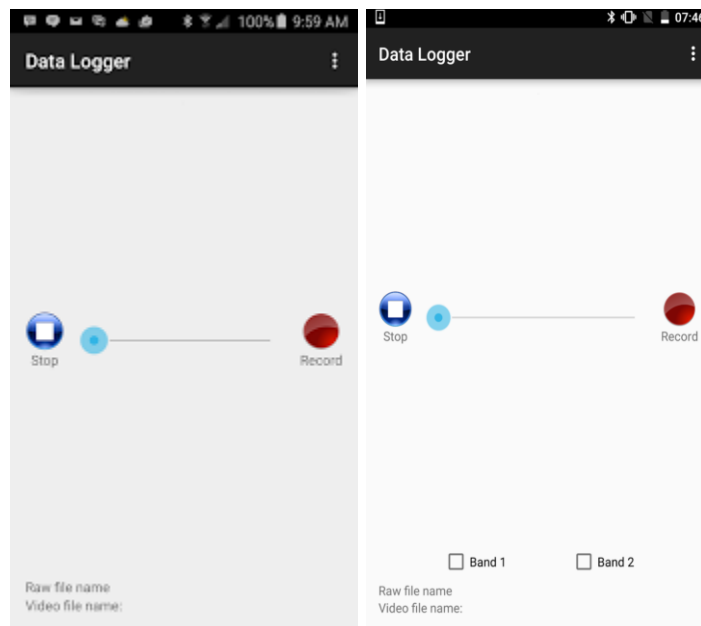 100% 9:59 AM
Data Logger
Stop
Record
Raw file name
Video file name:
07:46
Data Logger
Stop
Record
Band 1
Band 2
Raw file name
Video file name: